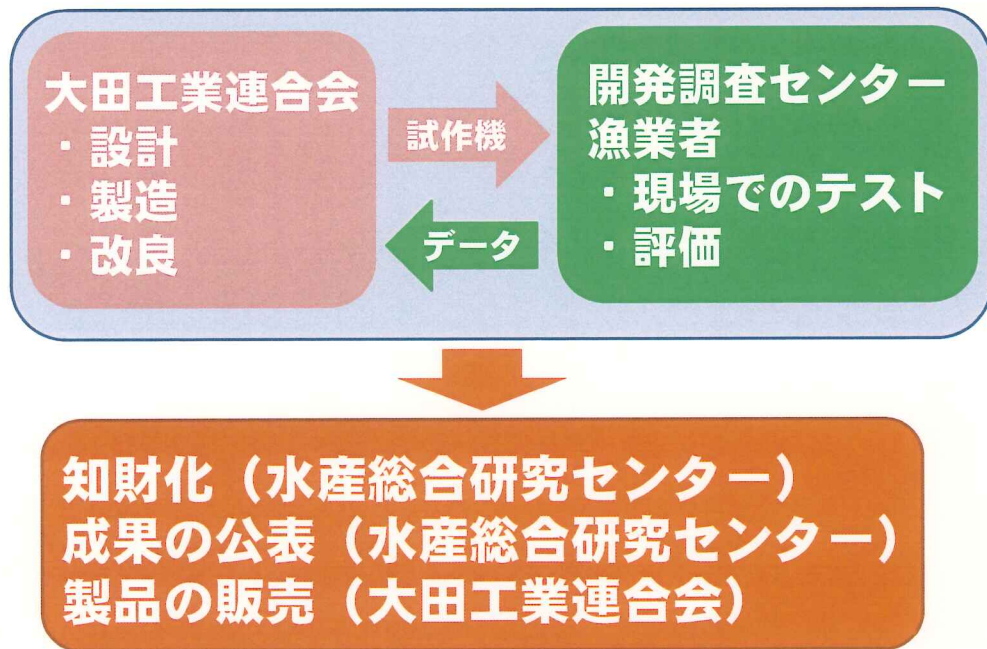 大田工業連合会
・設計
・製造
・改良
試作機
データ
開発調査センター
漁業者
・現場でのテスト
・評価
知財化（水産総合研究センター）
成果の公表（水産総合研究センター）
製品の販売（大田工業連合会）